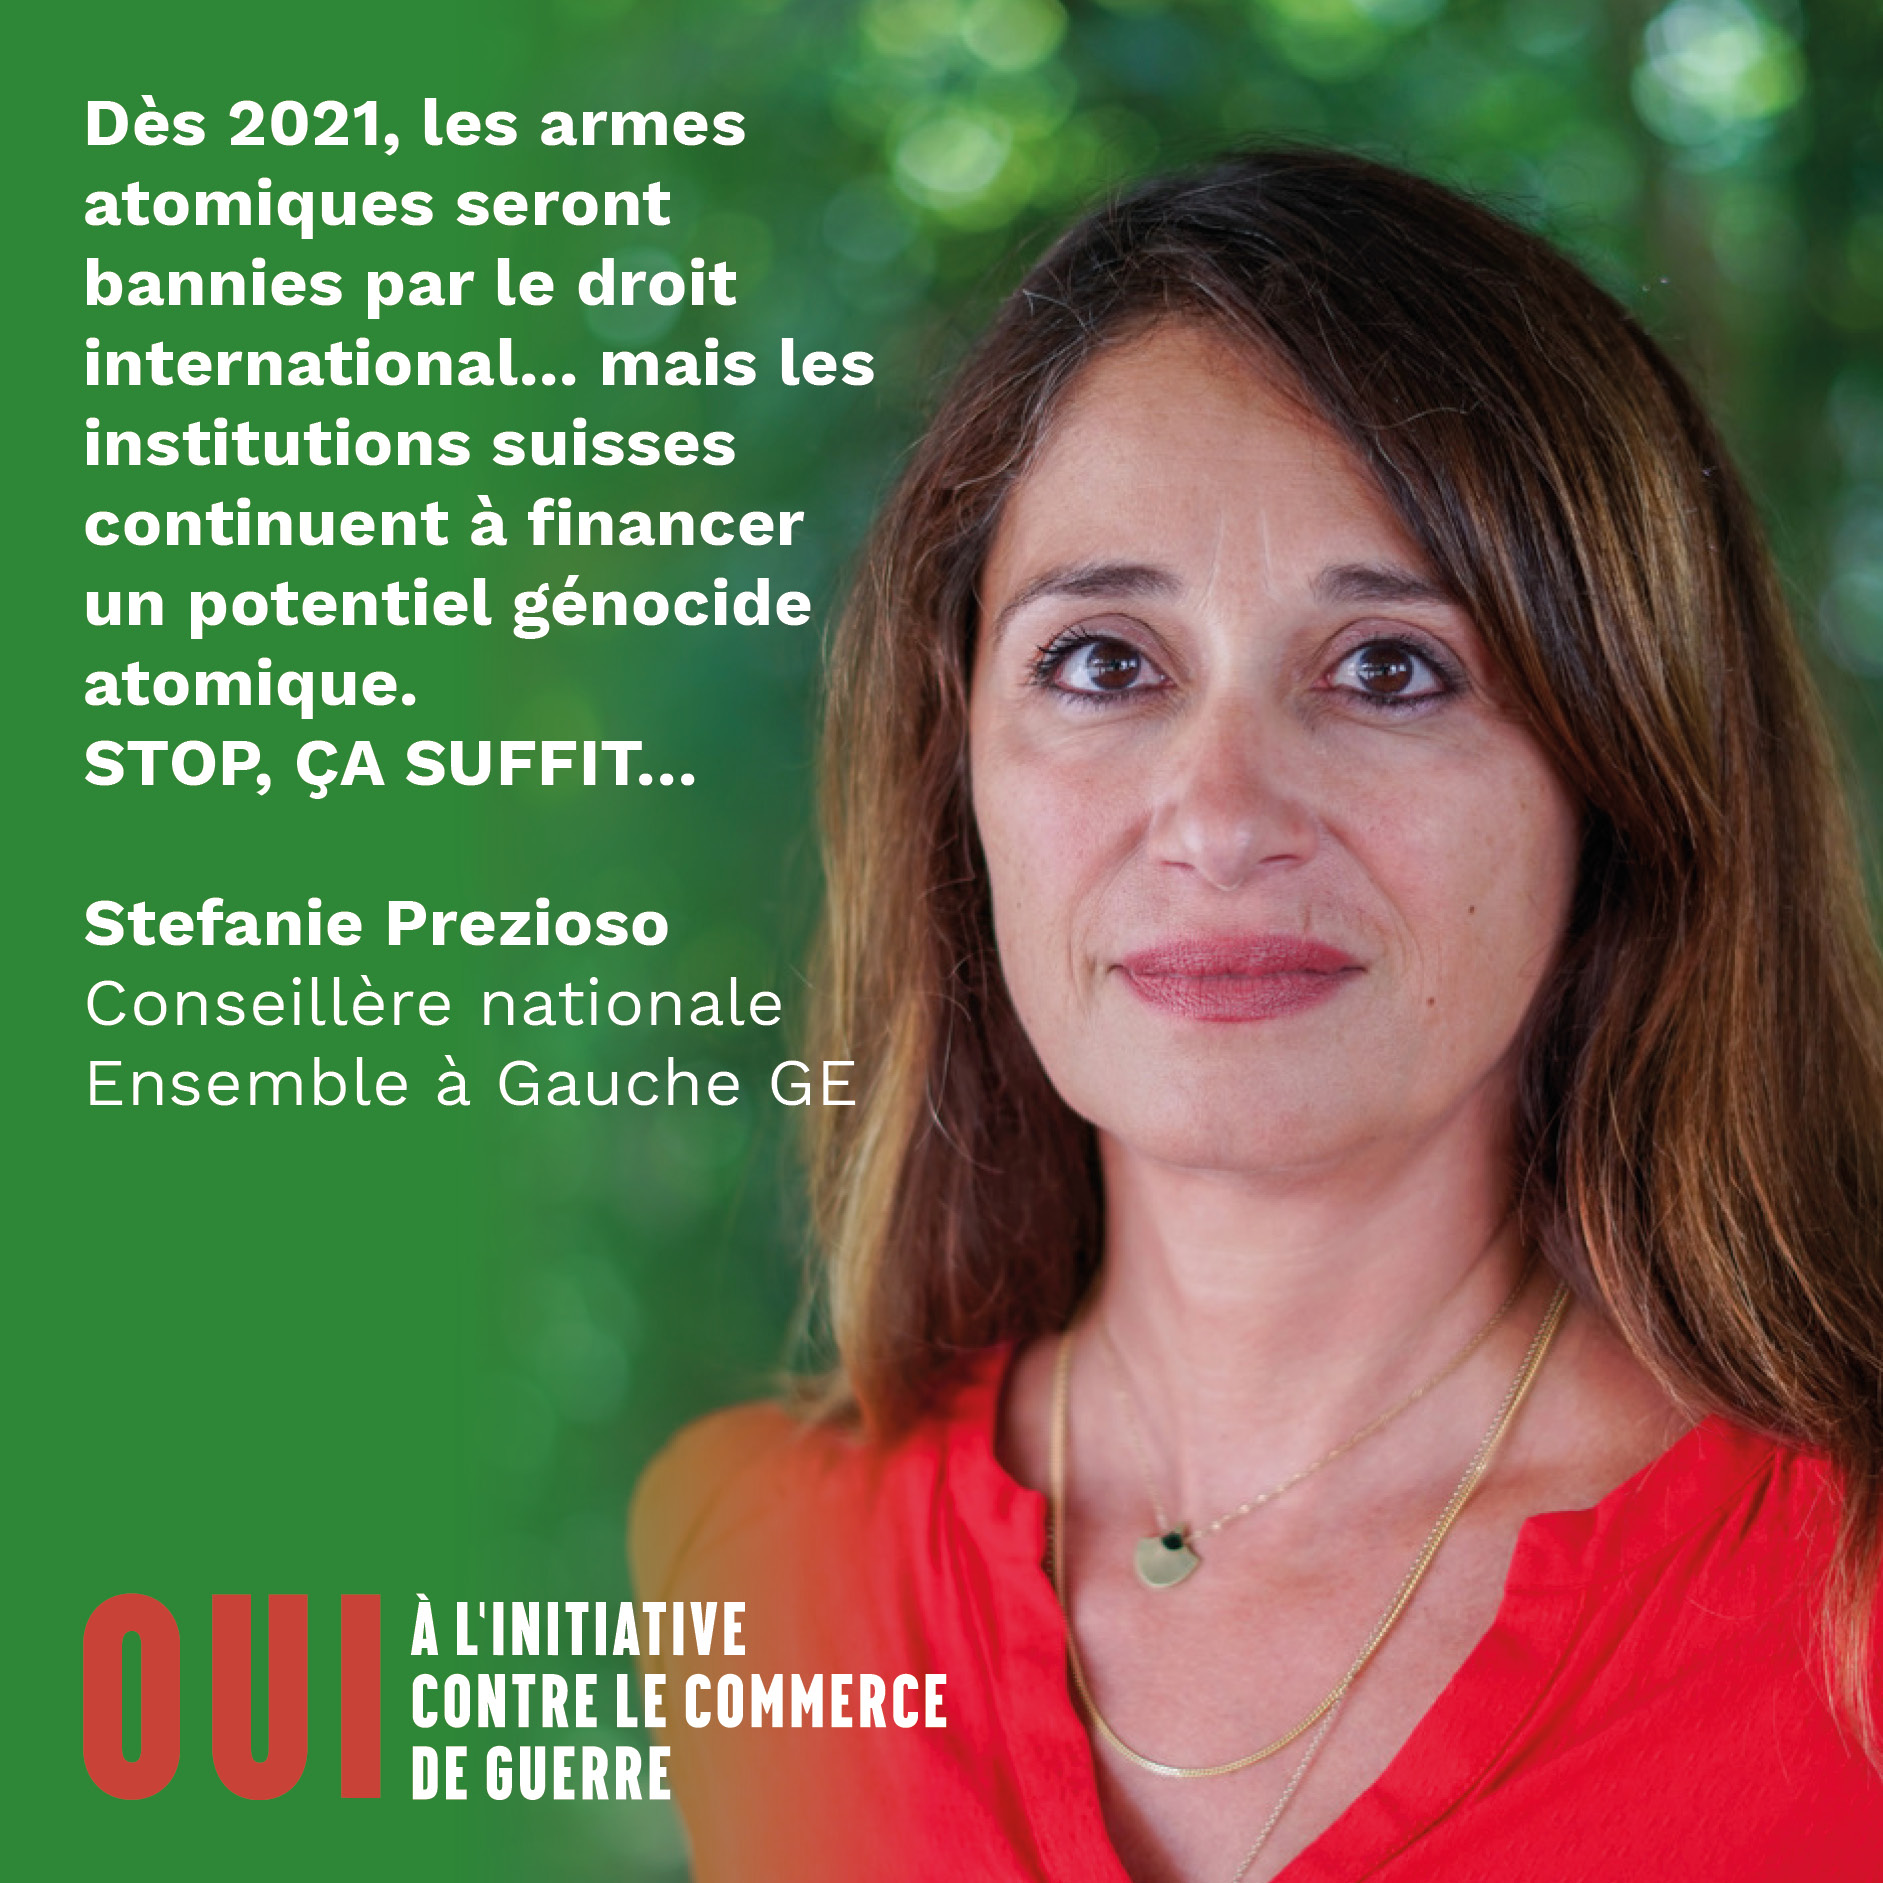 Dès 2021, les armes
atomiques seront
bannies par le droit
international... mais les
institutions suisses
continuent à financer
un potentiel génocide
atomique.
STOP, ÇA SUFFIT...
Stefanie Prezioso
Conseillère nationale
Ensemble à Gauche GE
OUI
À L'INITIATIVE
CONTRE LE COMMERCE
DE GUERRE